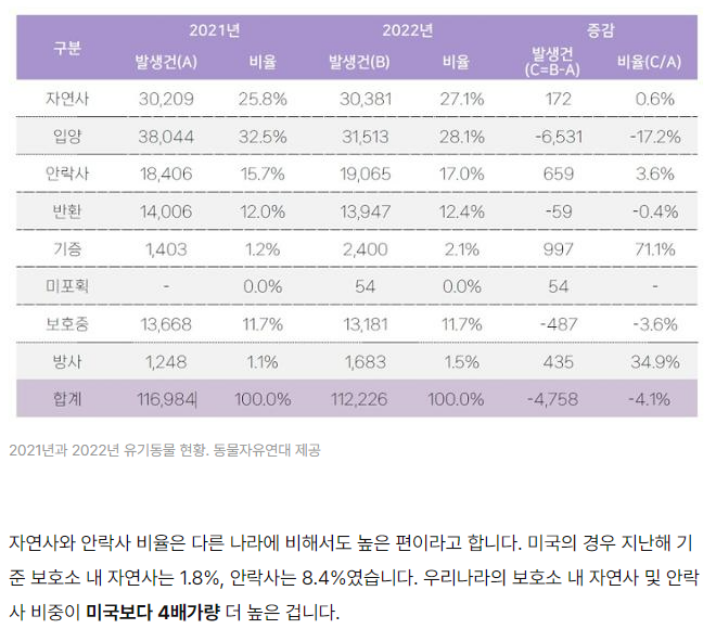 구분 2021년 2022년 증감
발생건(A) 비율 발생건(B) 비율 발생건 (C=B-A) 비율(C/A)
자연사 30,209 25.8% 30,381 27.1% 172 0.6%
입양 38,044 32.5% 31,513 28.1% -6,531 -17.2%
안락사 18,406 15.7% 19,065 17.0% 659 3.6%
반환 14,006 12.0% 13,947 12.4% -59 -0.4%
기증 1,403 1.2% 2,400 2.1% 997 71.1%
미포획 - 0.0% 54 0.0% 54 -
보호중 13,668 11.7% 13,181 11.7% -487 -3.6%
방사 1,248 1.1% 1,683 1.5% 435 34.9%
합계 116,984 100.0% 112,226 100.0% -4,758 -4.1%
2021년과 2022년 유기동물 현황. 동물자유연대 제공
자연사와 안락사 비율은 다른 나라에 비해서도 높은 편이라고 합니다. 미국의 경우 지난해 기
준 보호소 내 자연사는 1.8%, 안락사는 8.4%였습니다. 우리나라의 보호소 내 자연사 및 안락
사 비중이 미국보다 4배가량 더 높은 겁니다.